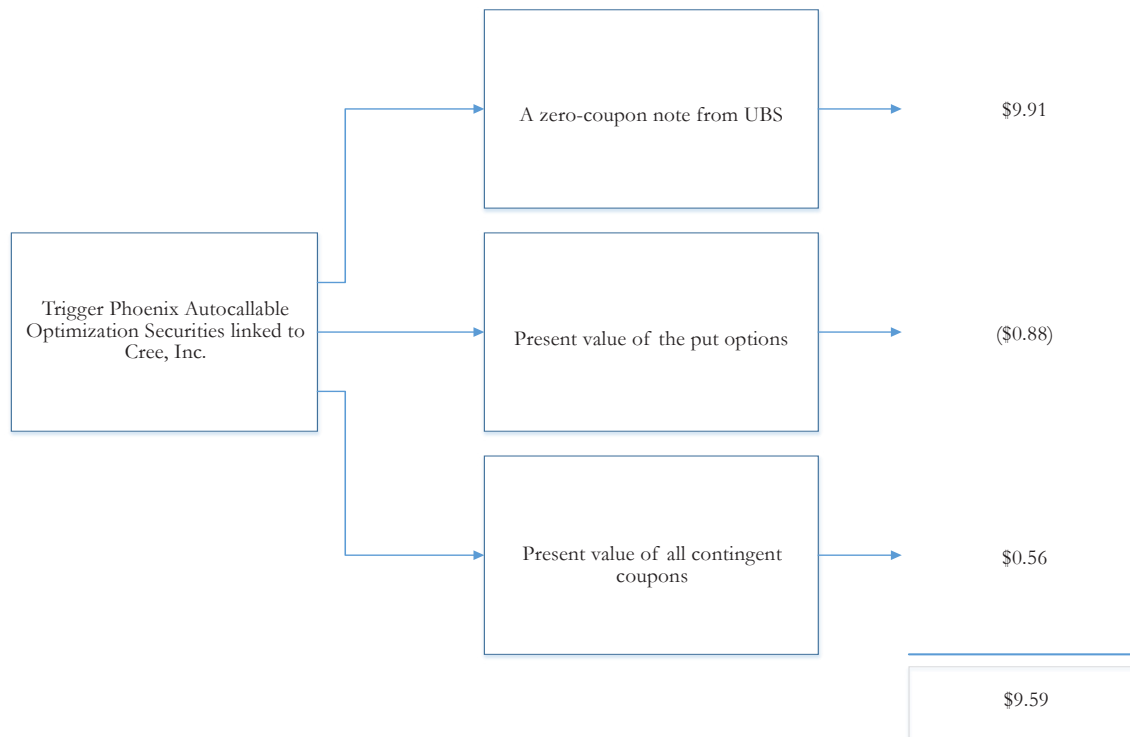 A zero-coupon note from UBS
$9.91
Trigger Phoenix Autocallable
Optimization Securities linked to
Cree, Inc.
Present value of the put options
($0.88)
Present value of all contingent
coupons
$0.56
$9.59